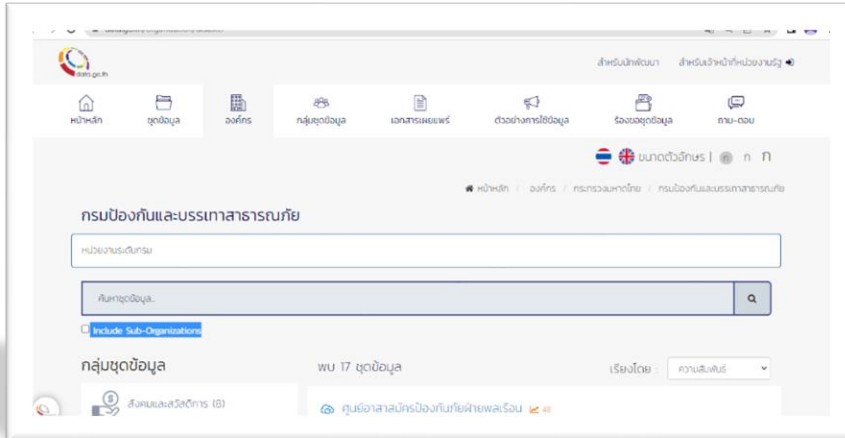 data.go.th
สำหรับนักพัฒนา สำหรับเจ้าหน้าที่หน่วยงานรัฐ
หน้าหลัก ชุดข้อมูล องค์กร กลุ่มชุดข้อมูล เอกสารเผยแพร่ ตัวอย่างการใช้ข้อมูล ร้องขอชุดข้อมูล ถาม-ตอบ
ขนาดตัวอักษร | ก ก ก
หน้าหลัก / องค์กร / กระทรวงมหาดไทย / กรมป้องกันและบรรเทาสาธารณภัย
กรมป้องกันและบรรเทาสาธารณภัย
หน่วยงานระดับกรม
ค้นหาชุดข้อมูล..
Include Sub-Organizations
กลุ่มชุดข้อมูล พบ 17 ชุดข้อมูล เรียงโดย : ความสัมพันธ์
สังคมและสวัสดิการ (8) ศูนย์อาสาสมัครป้องกันภัยฝ่ายพลเรือน